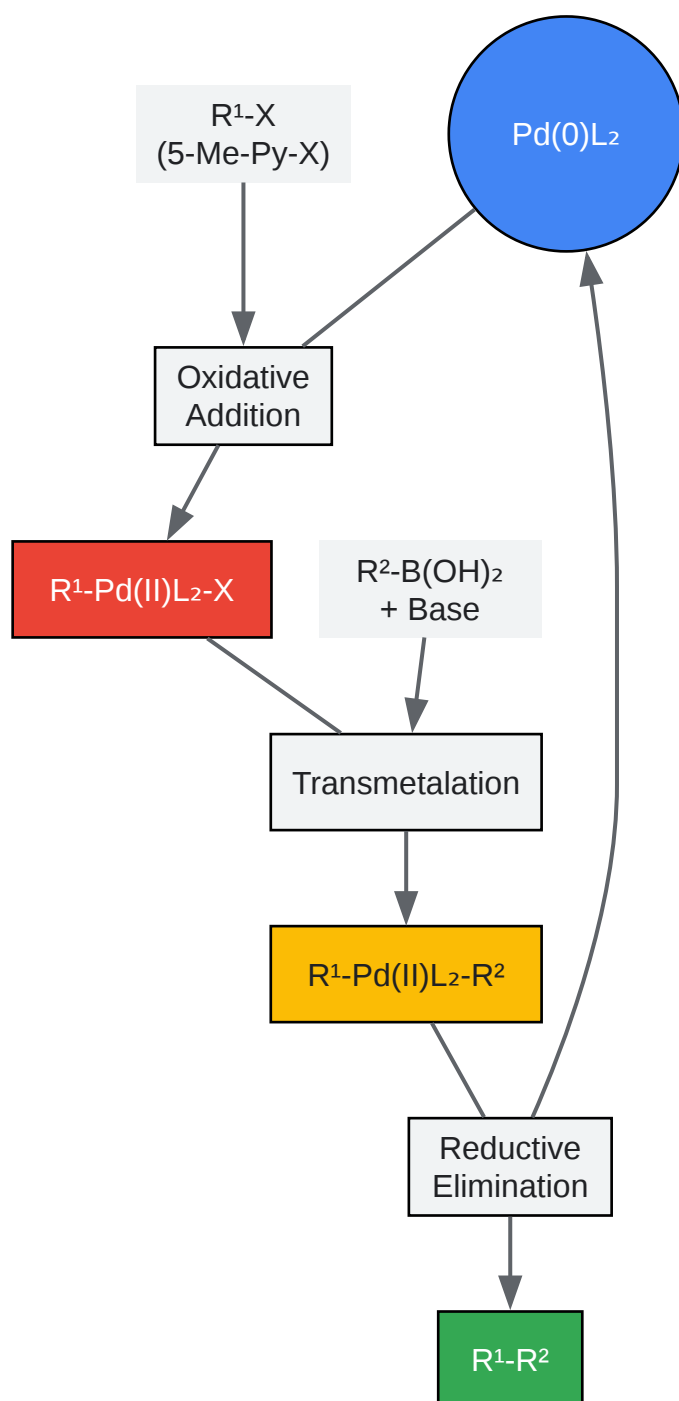 R¹-X
(5-Me-Py-X)
Pd(0)L₂
Oxidative
Addition
R¹-Pd(II)L₂-X
R²-B(OH)₂
+ Base
Transmetalation
R¹-Pd(II)L₂-R²
Reductive
Elimination
R¹-R²